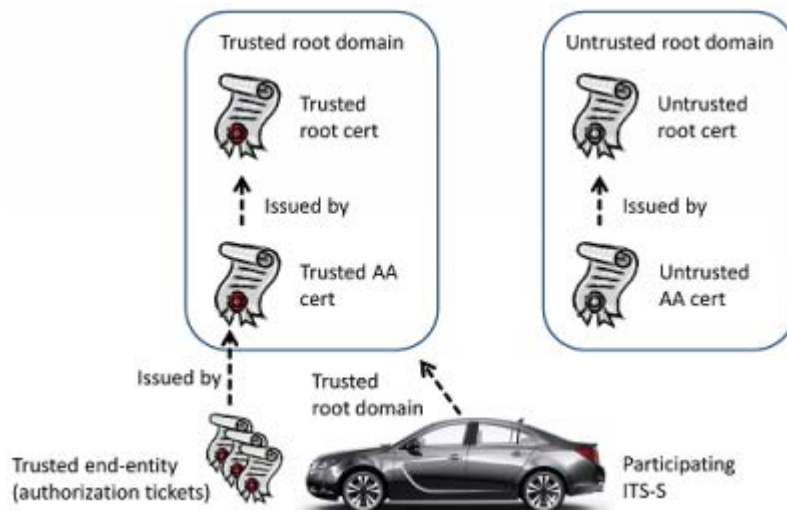 Trusted root domain
Trusted
root cert
Issued by
Trusted AA
cert
Untrusted root domain
Untrusted
root cert
Issued by
Untrusted
AA cert
Issued by
Trusted
root domain
Trusted end-entity
(authorization tickets)
Participating
ITS-S